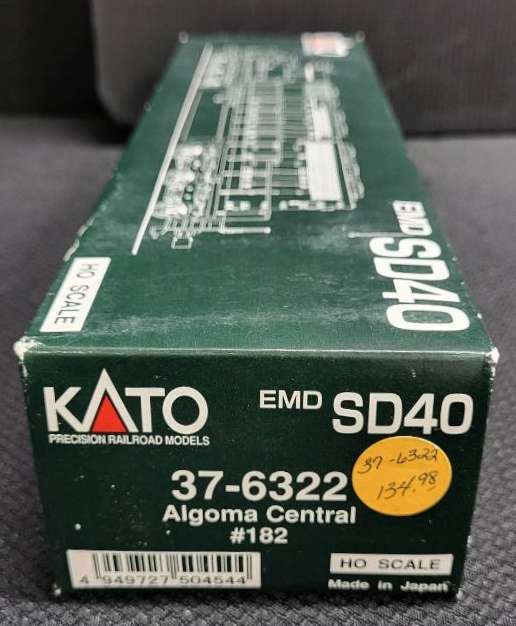 KATO
EMD SD40
HO SCALE
KATO
PRECISION RAILROAD MODELS
EMD SD40
37-6322
Algoma Central
#182
37-6322
134.98
4 949727 504544
HO SCALE
Made in Japan